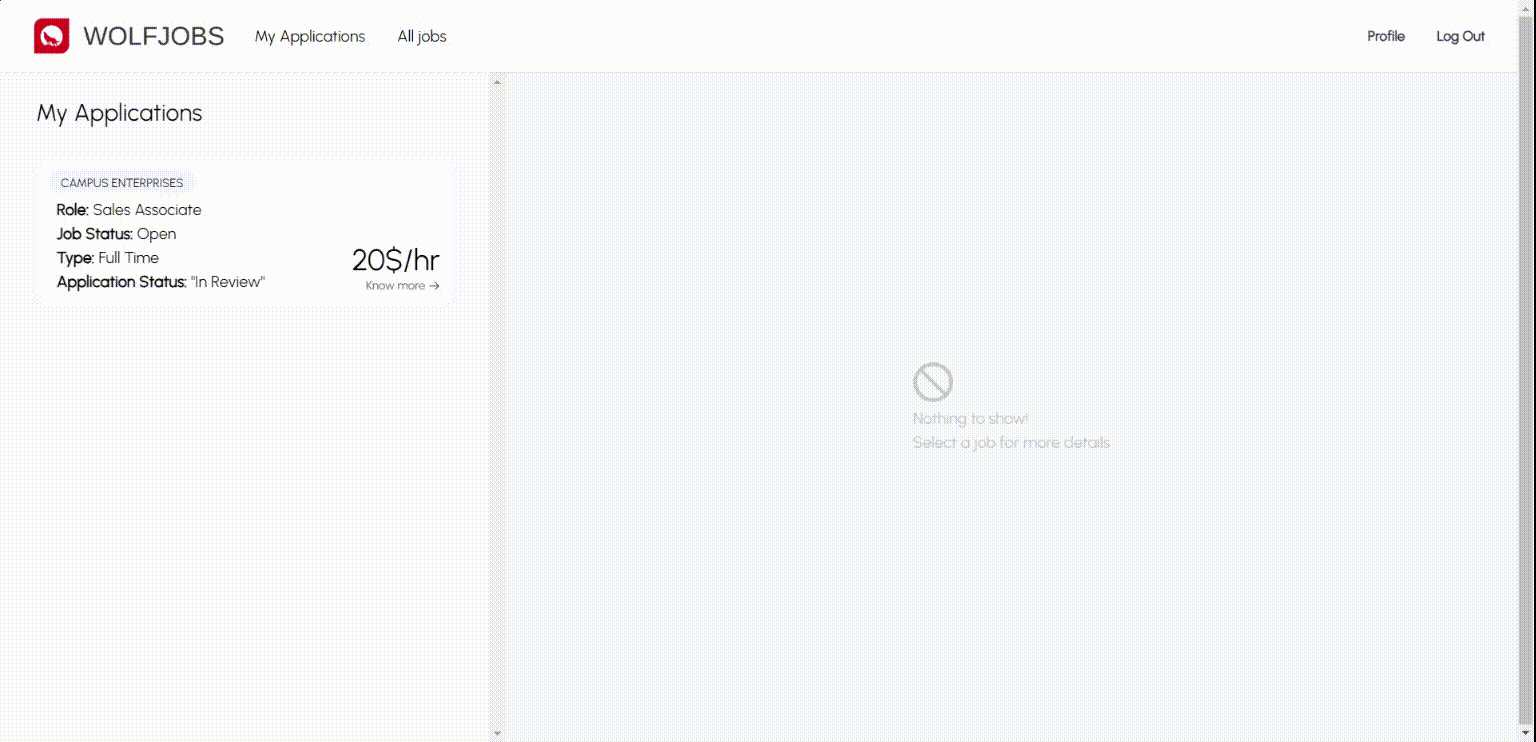 WOLFJOBS
My Applications
All jobs
Profile
Log Out
My Applications
CAMPUS ENTERPRISES
Role: Sales Associate
Job Status: Open
Type: Full Time
Application Status: "In Review"
20$/hr
Know more →
Nothing to show!
Select a job for more details